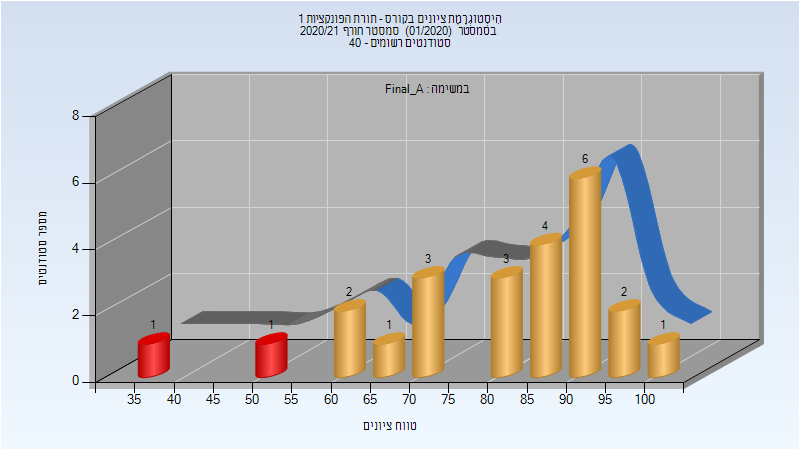 היסטוגרמת ציונים בקורס - תורת הפונקציות 1
בסמסטר (01/2020) סמסטר חורף 2020/21
סטודנטים רשומים - 40
במשימה : Final_A
מספר סטודנטים
8
6
4
2
0
1
1
2
1
3
3
4
6
2
1
35 40 45 50 55 60 65 70 75 80 85 90 95 100
טווח ציונים